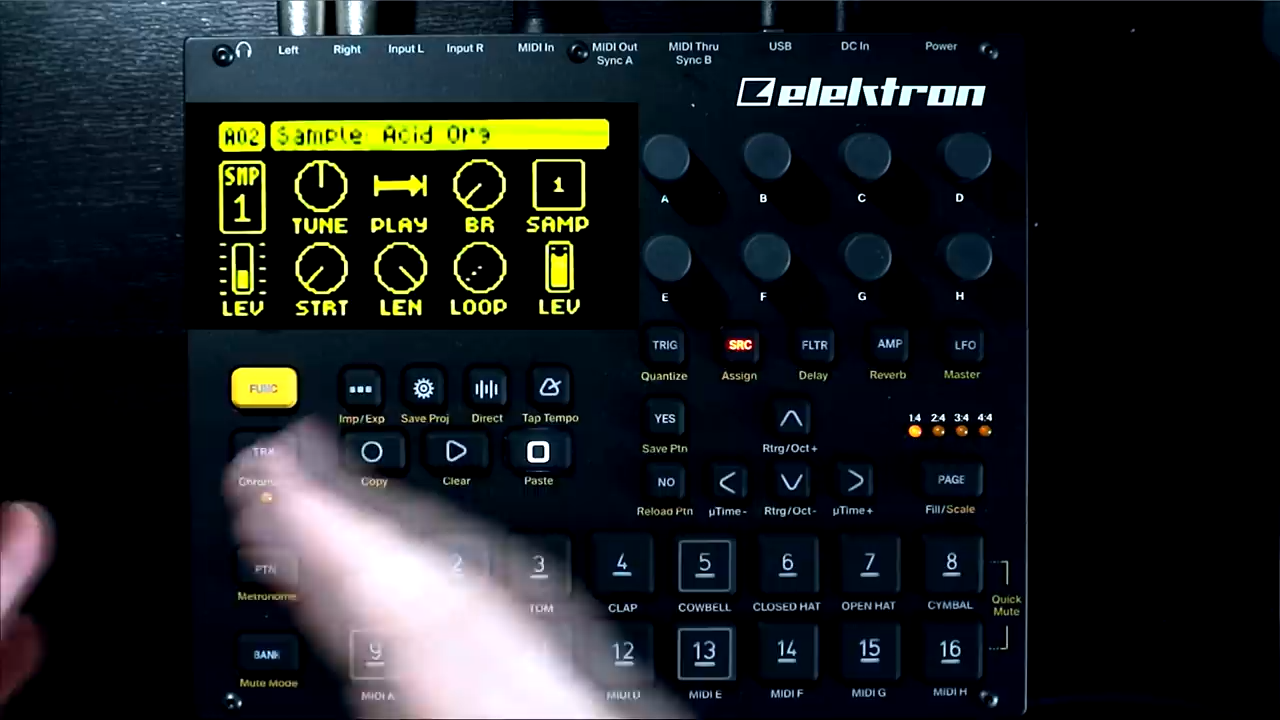 Left Right Input L Input R MIDI In MIDI Out MIDI Thru USB DC In Power
Sync A Sync B
elektron
A02 Sample: Acid Org
SMP
1 1
TUNE PLAY BR SAMP
LEV STRT LEN LOOP LEV
A B C D
E F G H
TRIG SRC FLTR AMP LFO
Quantize Assign Delay Reverb Master
FUNC
Imp/Exp Save Proj Direct Tap Tempo
YES
Save Ptn Rtrg/Oct+
1:4 2:4 3:4 4:4
TRK
Copy Clear Paste
NO PAGE
Reload Ptn µTime- Rtrg/Oct- µTime+ Fill/Scale
PTN 2 3 4 5 6 7 8
Metronome TOM CLAP COWBELL CLOSED HAT OPEN HAT CYMBAL
Quick
Mute
BANK 9 12 13 14 15 16
Mute Mode MIDI A MIDI D MIDI E MIDI F MIDI G MIDI H